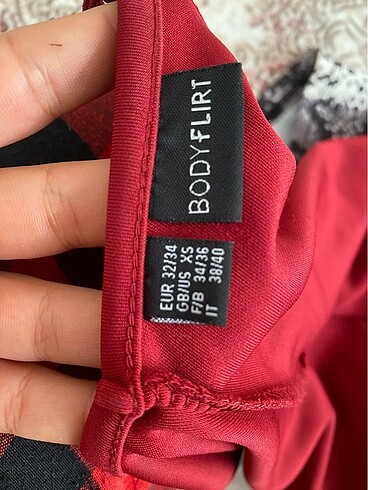 BODYFLIRT
EUR 32/34
GB/US XS
F/B 34/36
IT 38/40